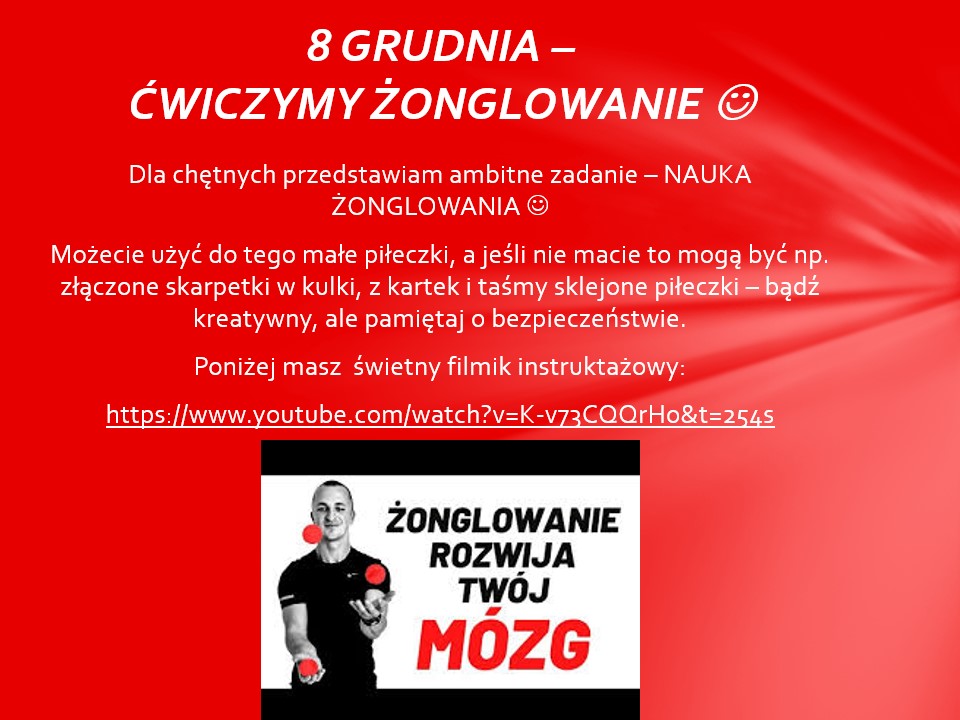 8 GRUDNIA –
ĆWICZYMY ŻONGLOWANIE ☺
Dla chętnych przedstawiam ambitne zadanie – NAUKA
ŻONGLOWANIA ☺
Możecie użyć do tego małe piłeczki, a jeśli nie macie to mogą być np.
złączone skarpetki w kulki, z kartek i taśmy sklejone piłeczki – bądź
kreatywny, ale pamiętaj o bezpieczeństwie.
Poniżej masz  świetny filmik instruktażowy:
https://www.youtube.com/watch?v=K-v73CQQrH0&t=254s
ŻONGLOWANIE
ROZWIJA
TWÓJ
MÓZG